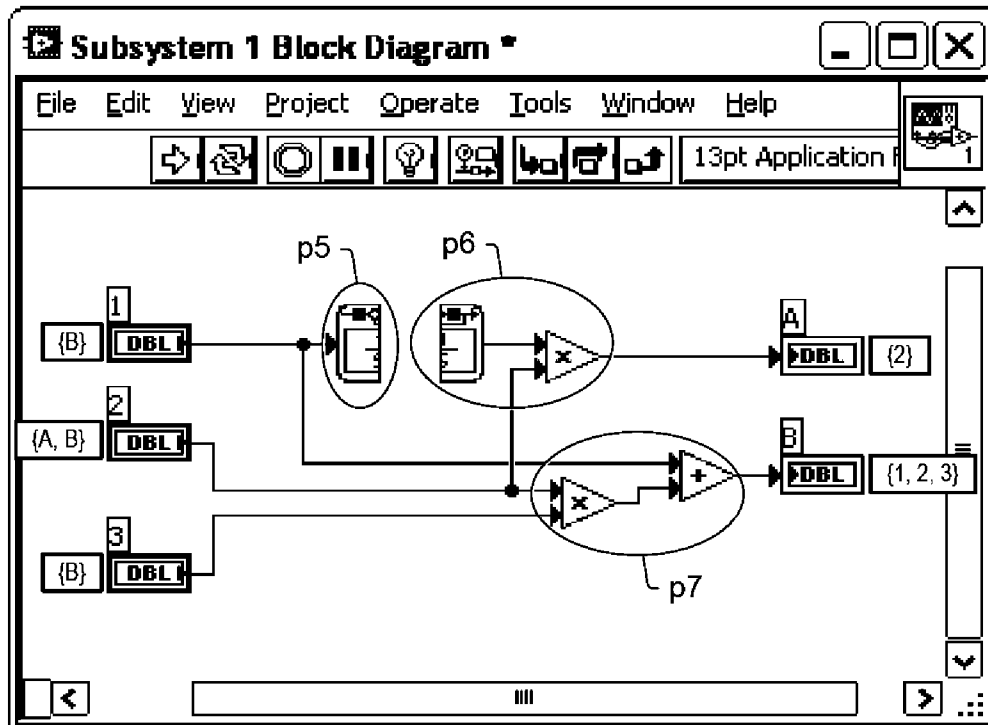 Subsystem 1 Block Diagram *
File Edit View Project Operate Tools Window Help
13pt Application F
1
p5
p6
1
{B}
DBL
A
DBL
{2}
2
{A, B}
DBL
B
DBL
{1, 2, 3}
3
{B}
DBL
p7
x
x
+